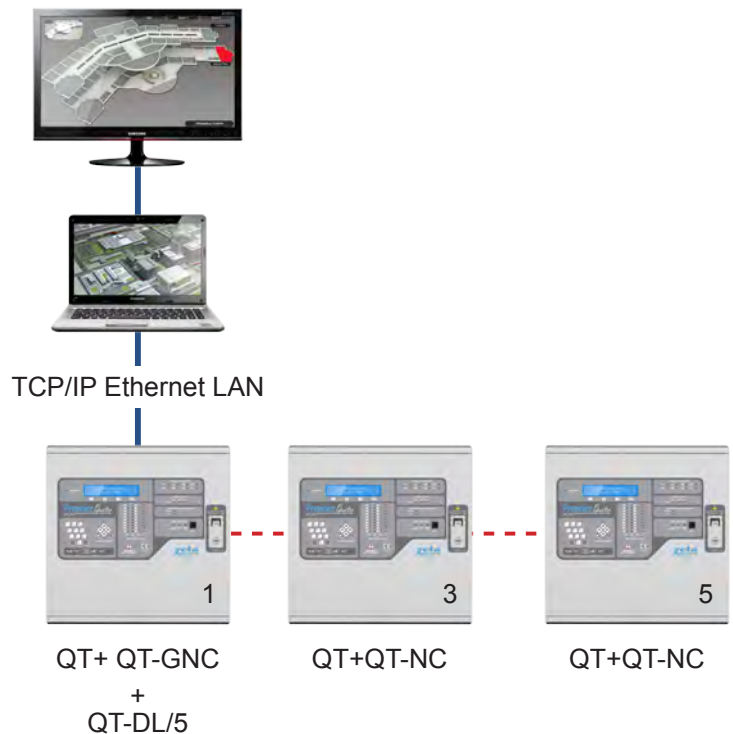 TCP/IP Ethernet LAN
1
3
5
QT+ QT-GNC
+
QT-DL/5
QT+QT-NC
QT+QT-NC